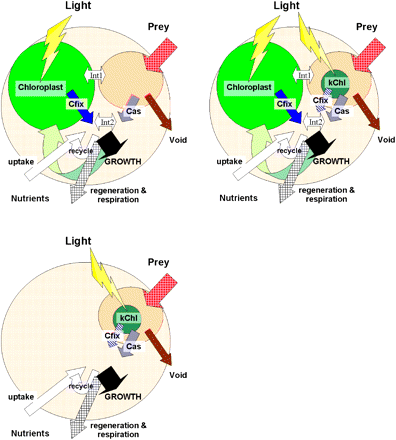 Light
Prey
Int1
Chloroplast
Cfix
Cas
Int2
Void
uptake
recycle
GROWTH
Nutrients
regeneration &
respiration
Light
Prey
Int1
kChl
Chloroplast
Cfix
Cfix
Cas
Int2
Void
uptake
recycle
GROWTH
Nutrients
regeneration &
respiration
Light
Prey
kChl
Cfix
Cas
Void
uptake
recycle
GROWTH
Nutrients
regeneration &
respiration